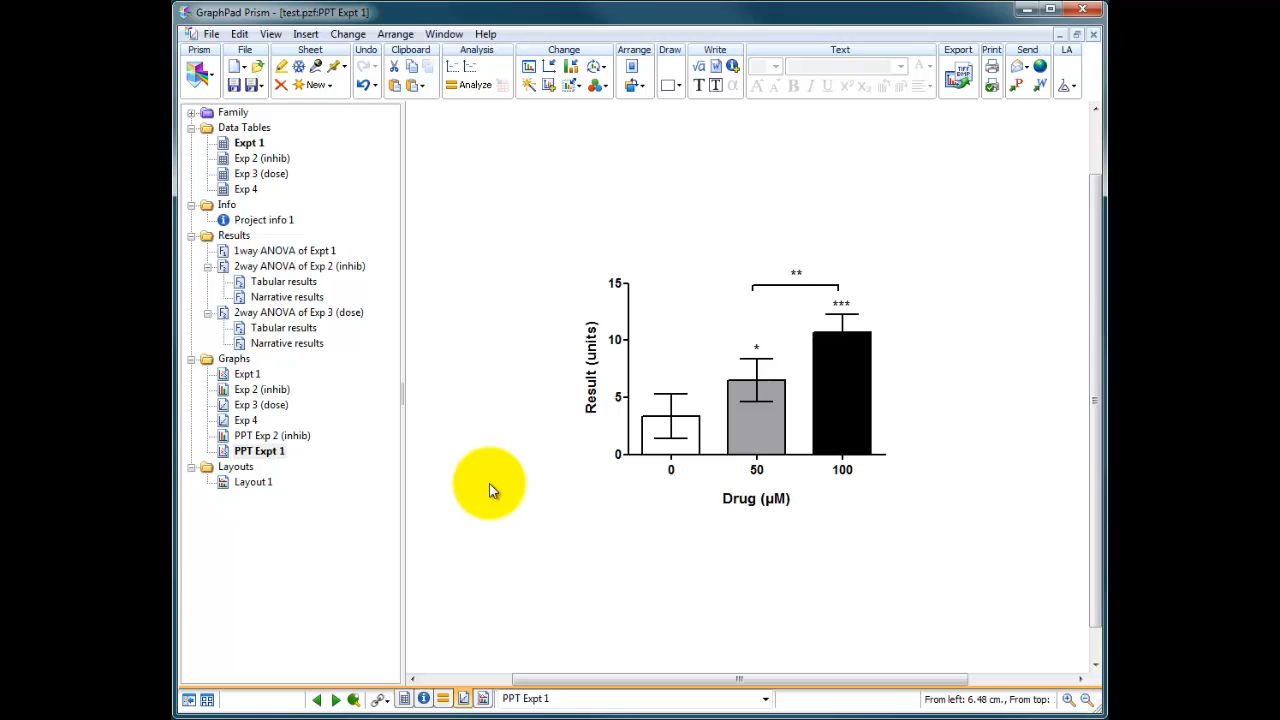 GraphPad Prism - [test.pzf:PPT Expt 1]
File Edit View Insert Change Arrange Window Help
Prism File Sheet Undo Clipboard Analysis Change Arrange Draw Write Text Export Print Send LA
New
Analyze
Family
Data Tables
Expt 1
Exp 2 (inhib)
Exp 3 (dose)
Exp 4
Info
Project info 1
Results
1way ANOVA of Expt 1
2way ANOVA of Exp 2 (inhib)
Tabular results
Narrative results
2way ANOVA of Exp 3 (dose)
Tabular results
Narrative results
Graphs
Expt 1
Exp 2 (inhib)
Exp 3 (dose)
Exp 4
PPT Exp 2 (inhib)
PPT Expt 1
Layouts
Layout 1
**
15
***
10
*
5
0
Result (units)
0 50 100
Drug (µM)
PPT Expt 1
From left: 6.48 cm., From top: